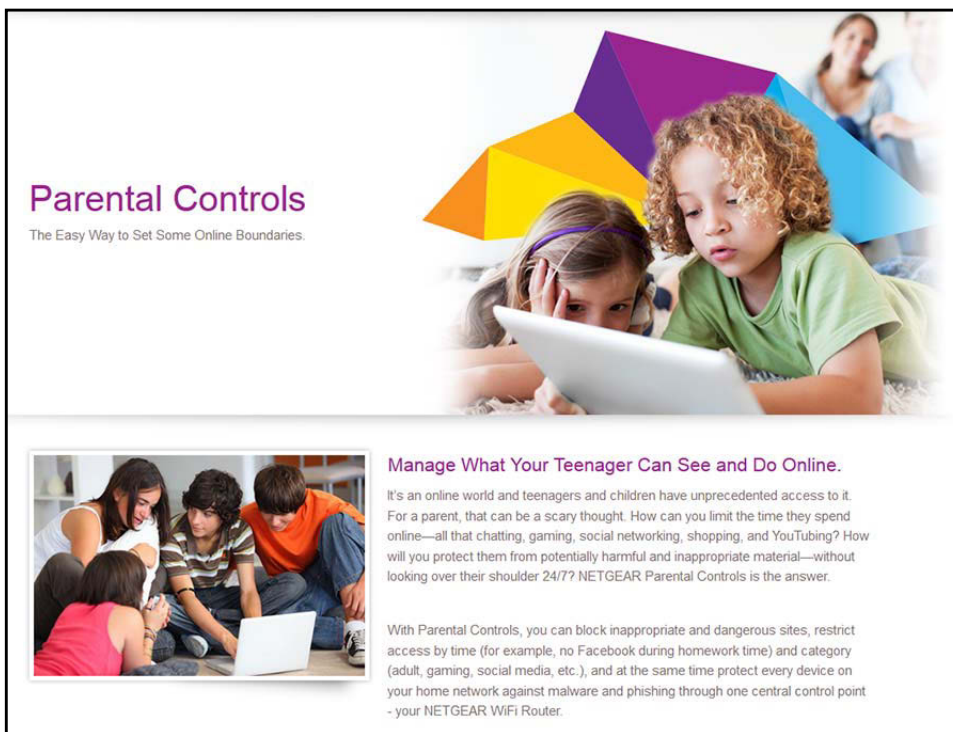 Parental Controls
The Easy Way to Set Some Online Boundaries.
Manage What Your Teenager Can See and Do Online.
It's an online world and teenagers and children have unprecedented access to it.
For a parent, that can be a scary thought. How can you limit the time they spend
online—all that chatting, gaming, social networking, shopping, and YouTubing? How
will you protect them from potentially harmful and inappropriate material—without
looking over their shoulder 24/7? NETGEAR Parental Controls is the answer.
With Parental Controls, you can block inappropriate and dangerous sites, restrict
access by time (for example, no Facebook during homework time) and category
(adult, gaming, social media, etc.), and at the same time protect every device on
your home network against malware and phishing through one central control point
- your NETGEAR WiFi Router.